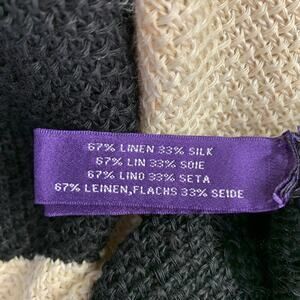 67% LINEN 33% SILK
67% LIN 33% SOIE
67% LINO 33% SETA
67% LEINEN,FLACHS 33% SEIDE